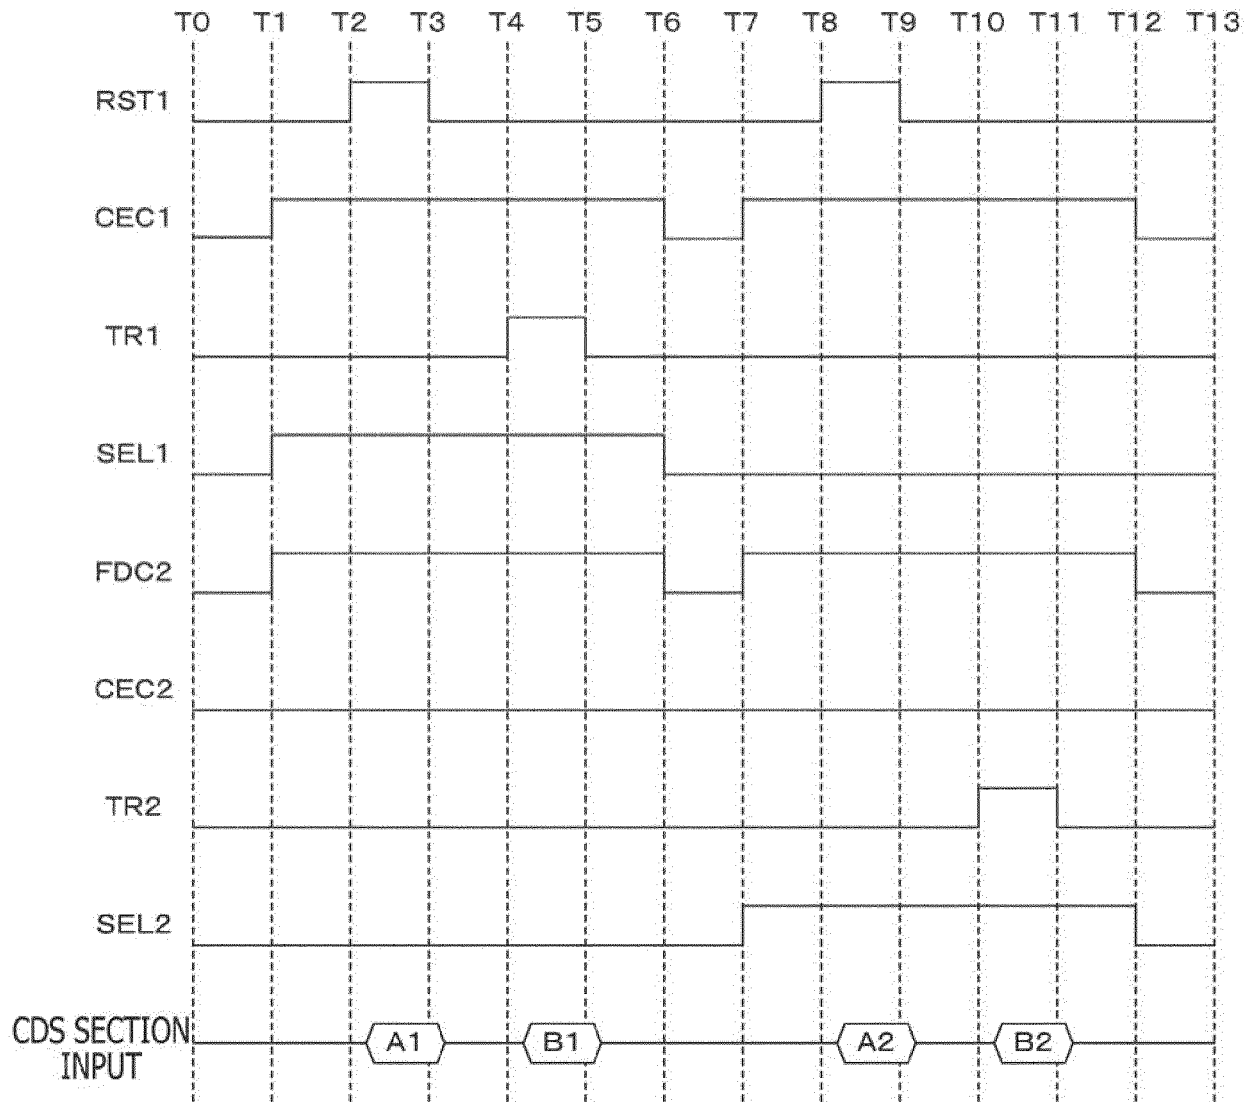 T0 T1 T2 T3 T4 T5 T6 T7 T8 T9 T10 T11 T12 T13
RST1
CEC1
TR1
SEL1
FDC2
CEC2
TR2
SEL2
CDS SECTION
INPUT
A1 B1 A2 B2